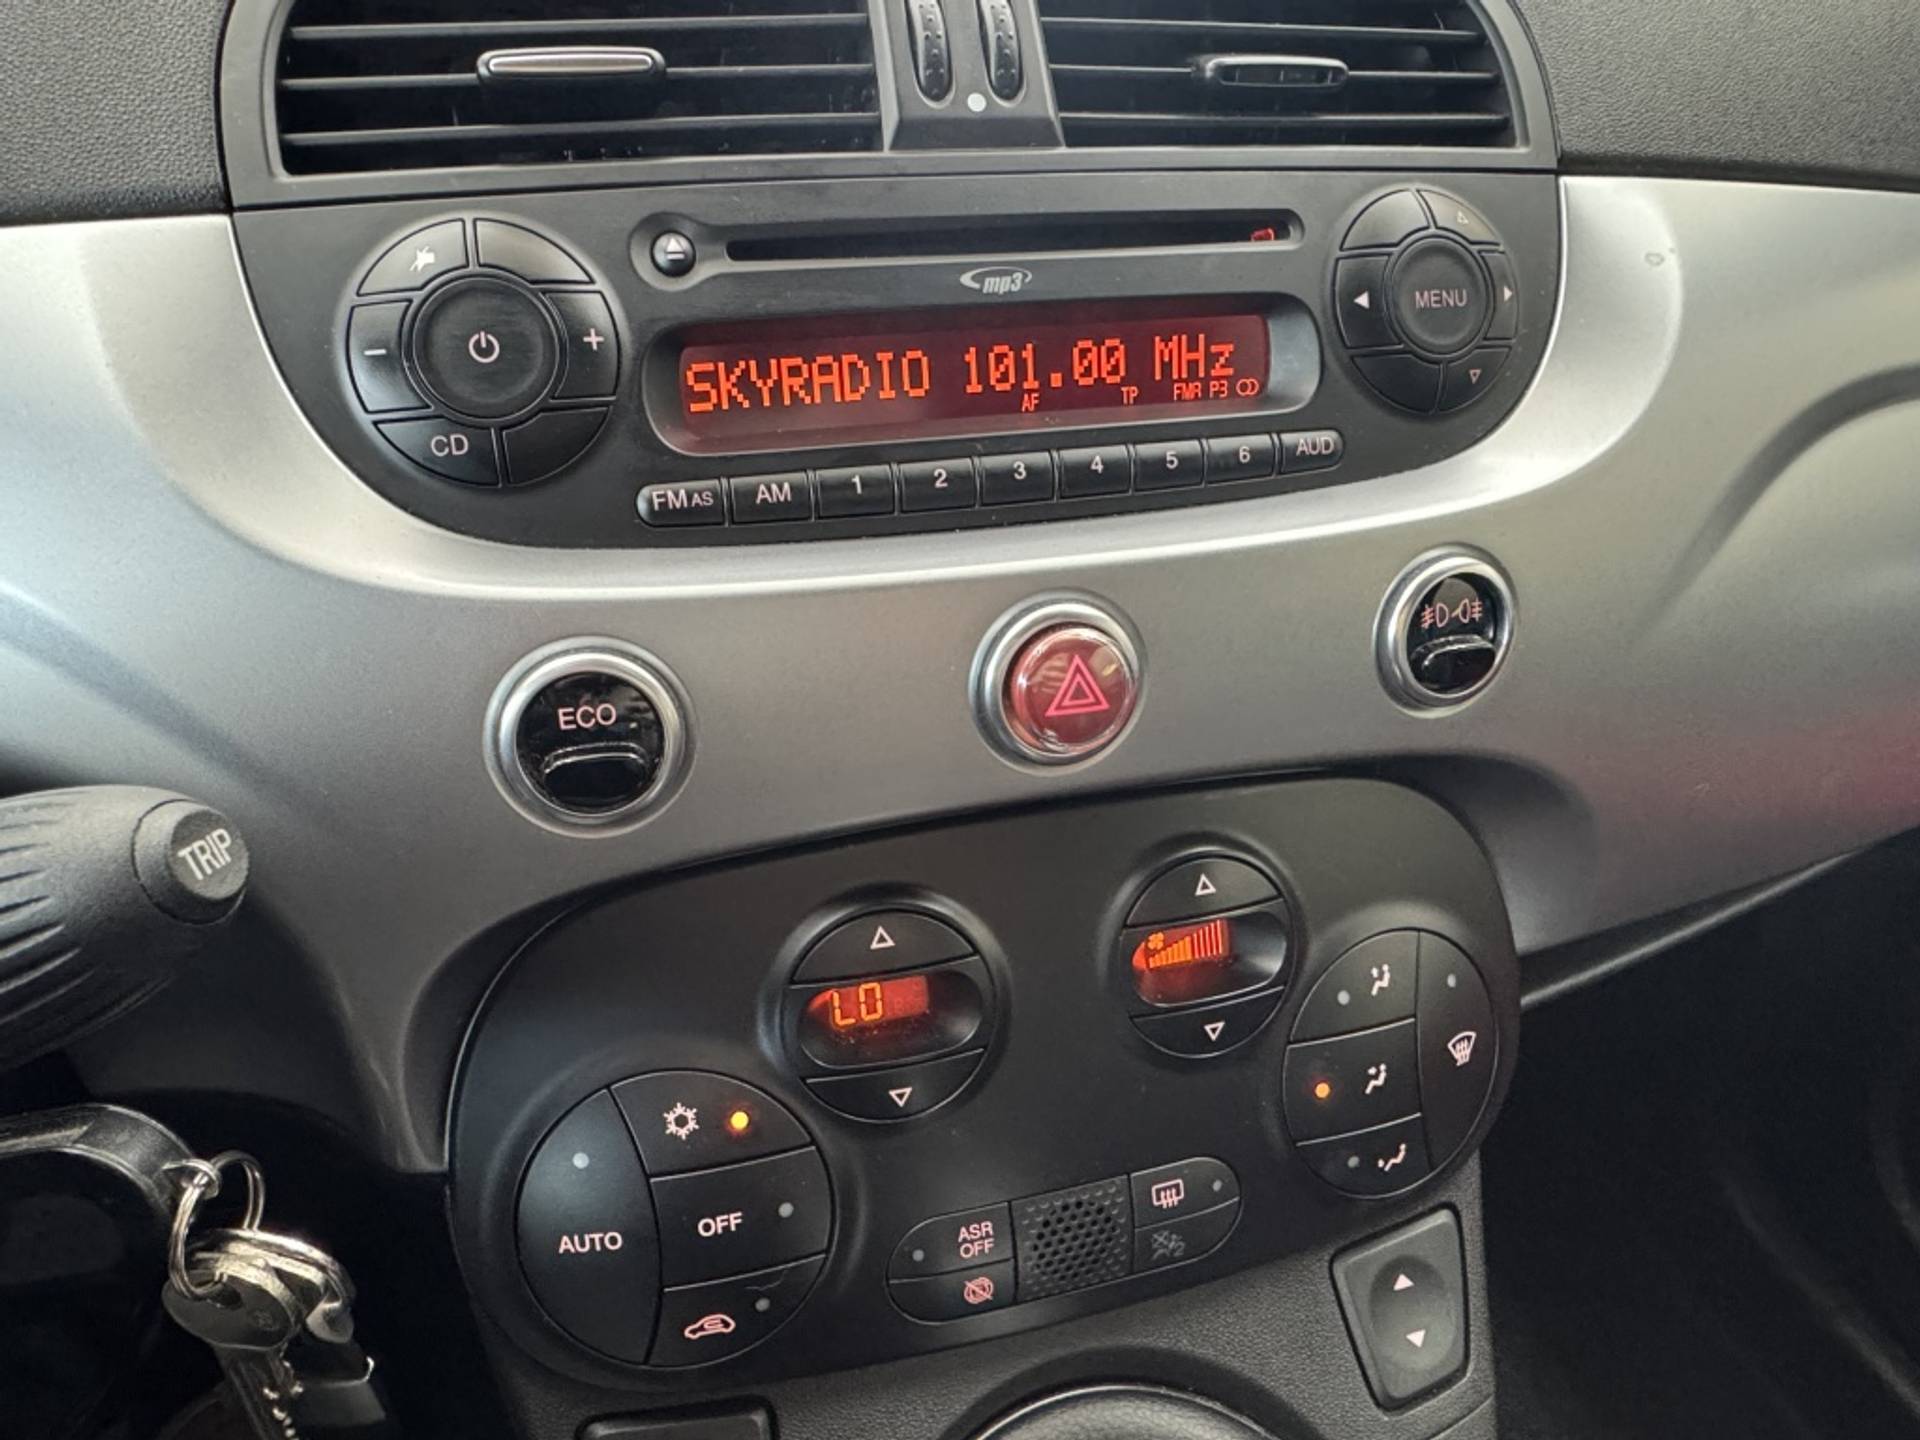 mp3
MENU
SKYRADIO 101.00 MHz
AF TP FMA P3
CD
FM AS AM 1 2 3 4 5 6 AUD
ECO
TRIP
LO
AUTO
OFF
ASR
OFF